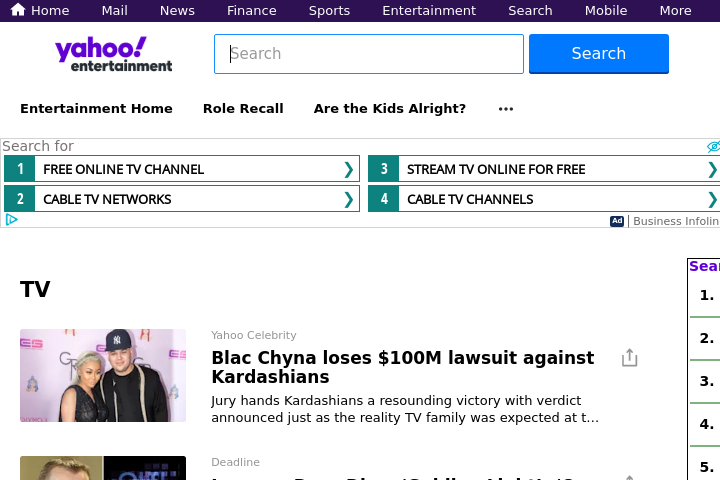 Home Mail News Finance Sports Entertainment Search Mobile More
yahoo!
entertainment
Search
Search
Entertainment Home Role Recall Are the Kids Alright?
Search for
1 FREE ONLINE TV CHANNEL
3 STREAM TV ONLINE FOR FREE
2 CABLE TV NETWORKS
4 CABLE TV CHANNELS
Ad Business Infolin
Sear
1.
2.
3.
4.
5.
TV
Yahoo Celebrity
Blac Chyna loses $100M lawsuit against
Kardashians
Jury hands Kardashians a resounding victory with verdict
announced just as the reality TV family was expected at t...
Deadline